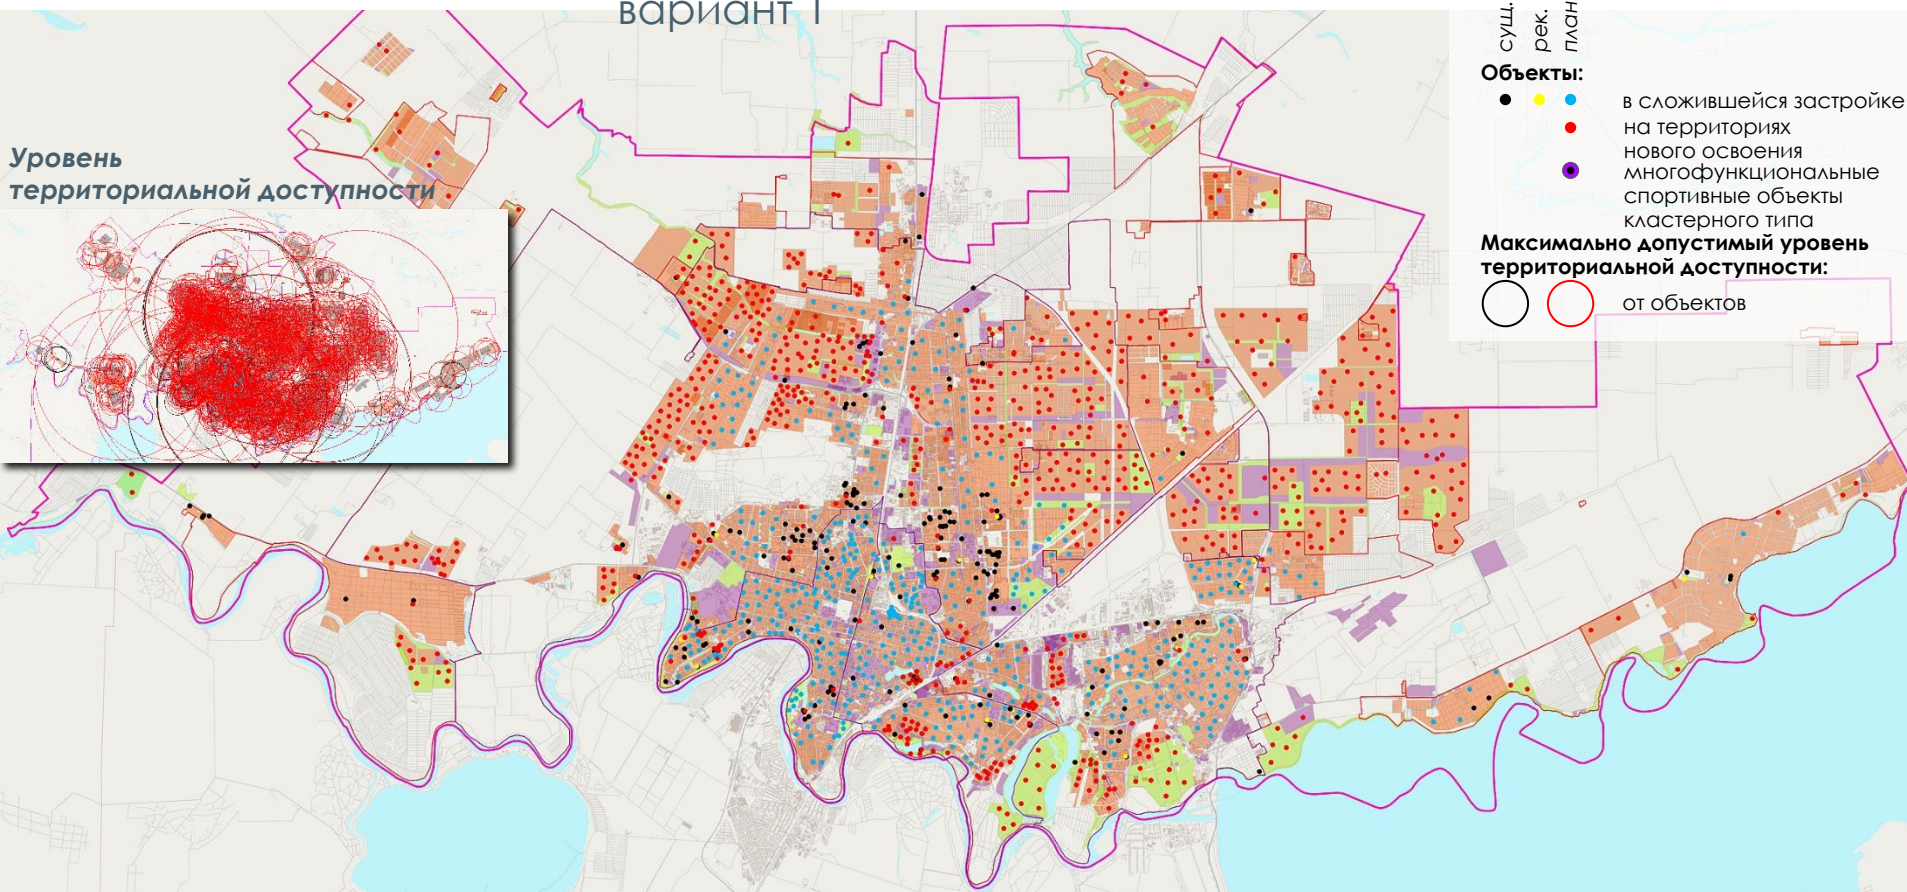 вариант 1
сущ.
рек.
план
Объекты:
в сложившейся застройке
на территориях
нового освоения
многофункциональные
спортивные объекты
кластерного типа
Максимально допустимый уровень
территориальной доступности:
от объектов
Уровень
территориальной доступности